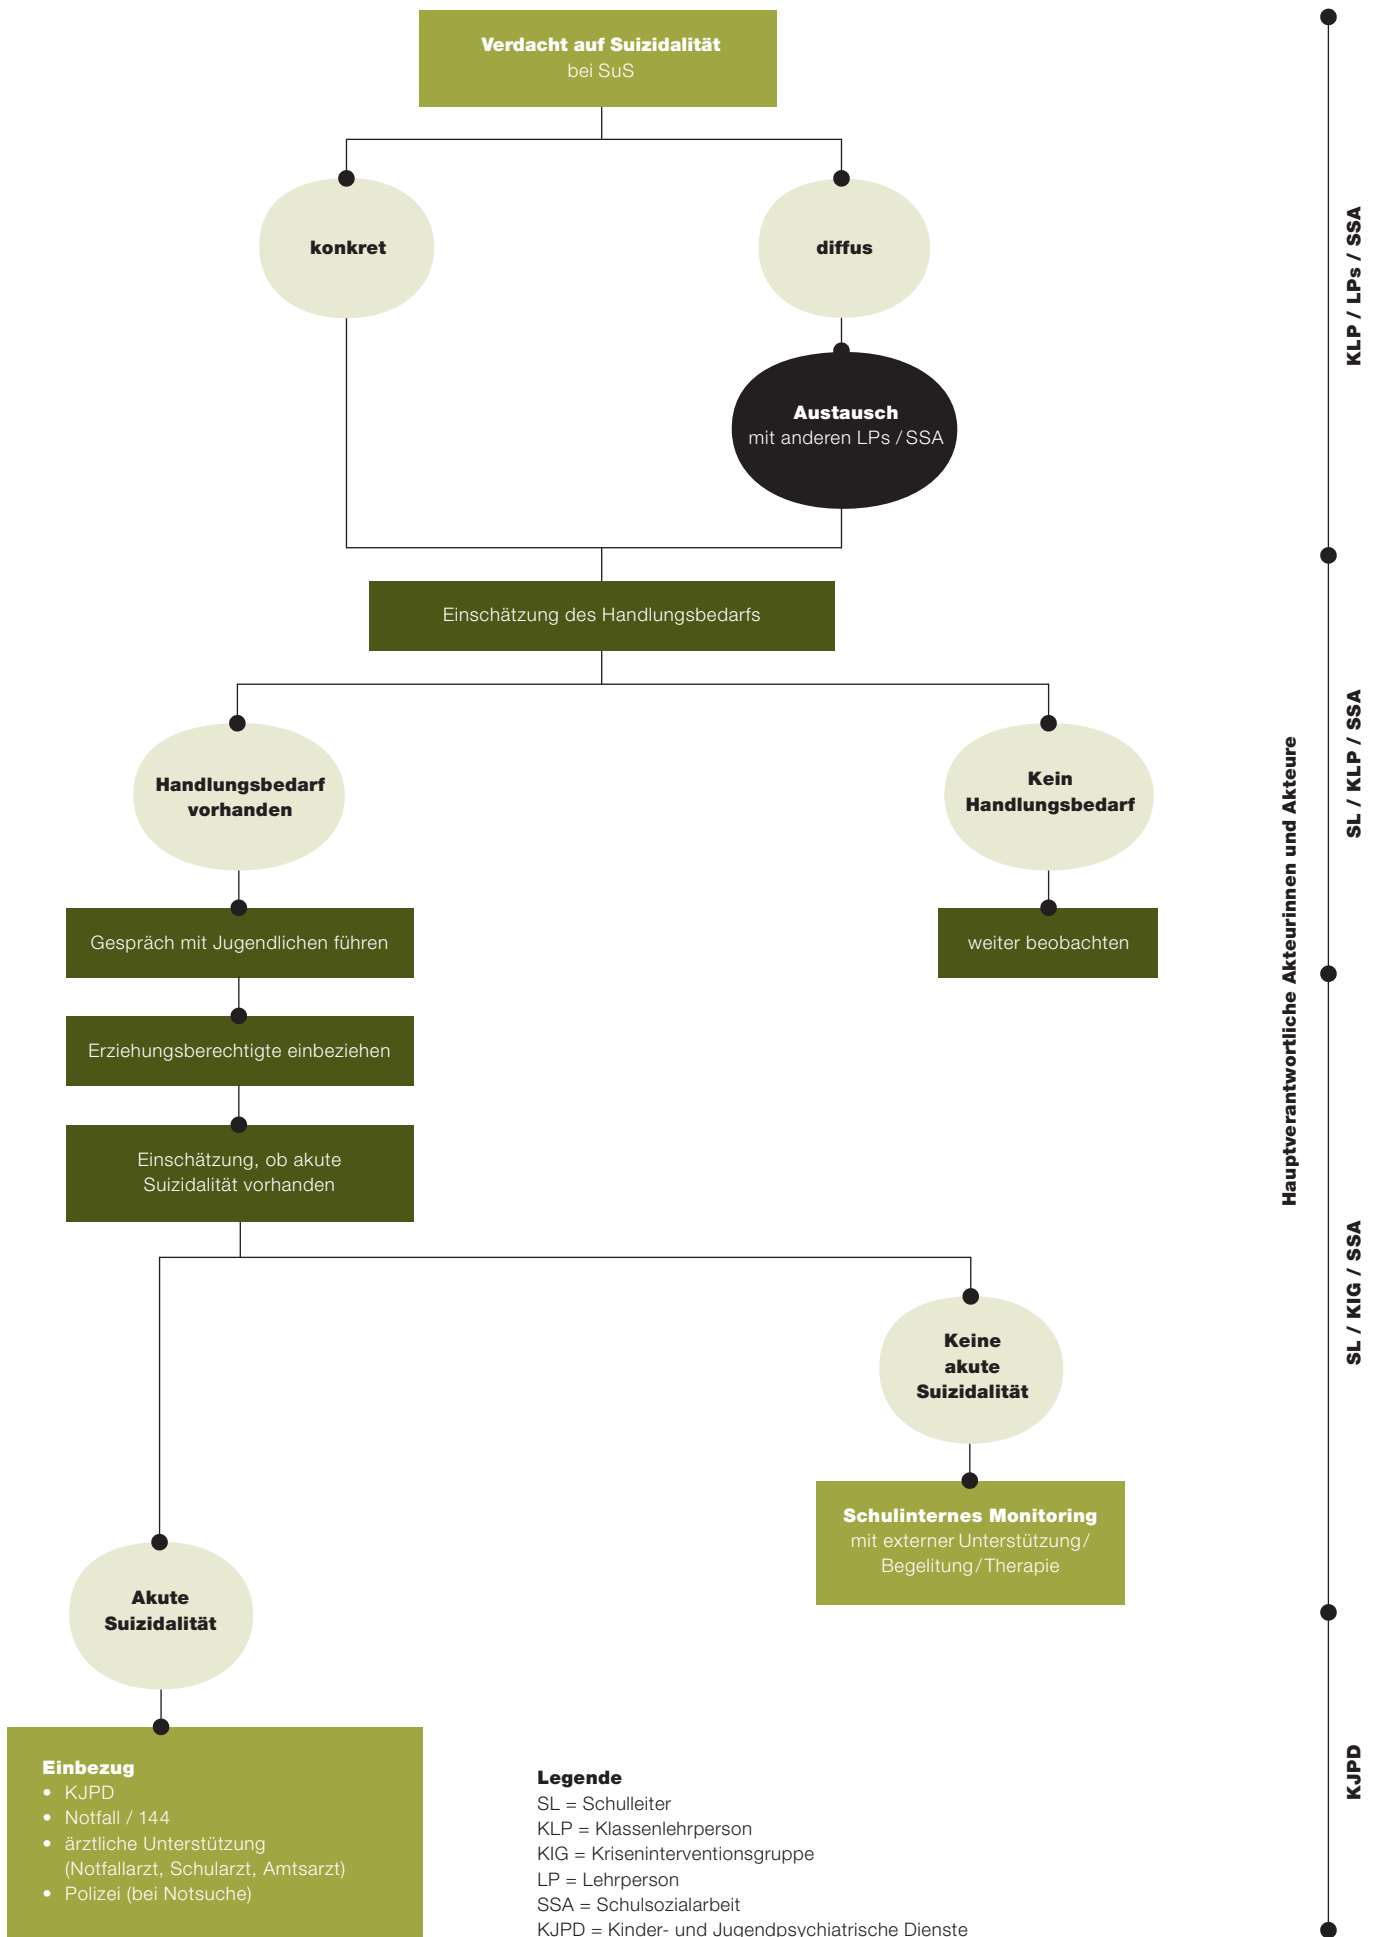 Verdacht auf Suizidalität
bei SuS
konkret
diffus
Austausch
mit anderen LPs / SSA
KLP / LPs / SSA
Einschätzung des Handlungsbedarfs
Handlungsbedarf
vorhanden
Kein
Handlungsbedarf
SL / KLP / SSA
Hauptverantwortliche Akteurinnen und Akteure
Gespräch mit Jugendlichen führen
weiter beobachten
Erziehungsberechtigte einbeziehen
Einschätzung, ob akute
Suizidalität vorhanden
SL / KIG / SSA
Keine
akute
Suizidalität
Schulinternes Monitoring
mit externer Unterstützung /
Begelitung / Therapie
Akute
Suizidalität
KJPD
Einbezug
• KJPD
• Notfall / 144
• ärztliche Unterstützung
(Notfallarzt, Schularzt, Amtsarzt)
• Polizei (bei Notsuche)
Legende
SL = Schulleiter
KLP = Klassenlehrperson
KIG = Kriseninterventionsgruppe
LP = Lehrperson
SSA = Schulsozialarbeit
KJPD = Kinder- und Jugendpsychiatrische Dienste